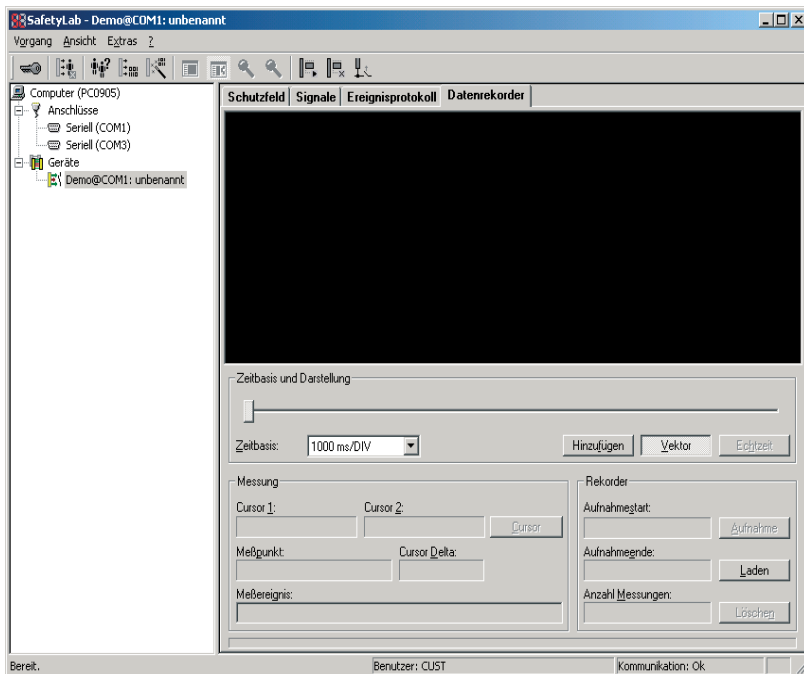 SafetyLab - Demo@COM1: unbenannt
Vorgang Ansicht Extras ?
Computer (PC0905)
Anschlüsse
Seriell (COM1)
Seriell (COM3)
Geräte
Demo@COM1: unbenannt
Schutzfeld Signale Ereignisprotokoll Datenrekorder
Zeitbasis und Darstellung
Zeitbasis: 1000 ms/DIV Hinzufügen Vektor Echtzeit
Messung
Cursor 1: Cursor 2:
Cursor
Meßpunkt: Cursor Delta:
Meßereignis:
Rekorder
Aufnahmestart:
Aufnahme
Aufnahmeende:
Laden
Anzahl Messungen:
Löschen
Bereit. Benutzer: CUST Kommunikation: Ok